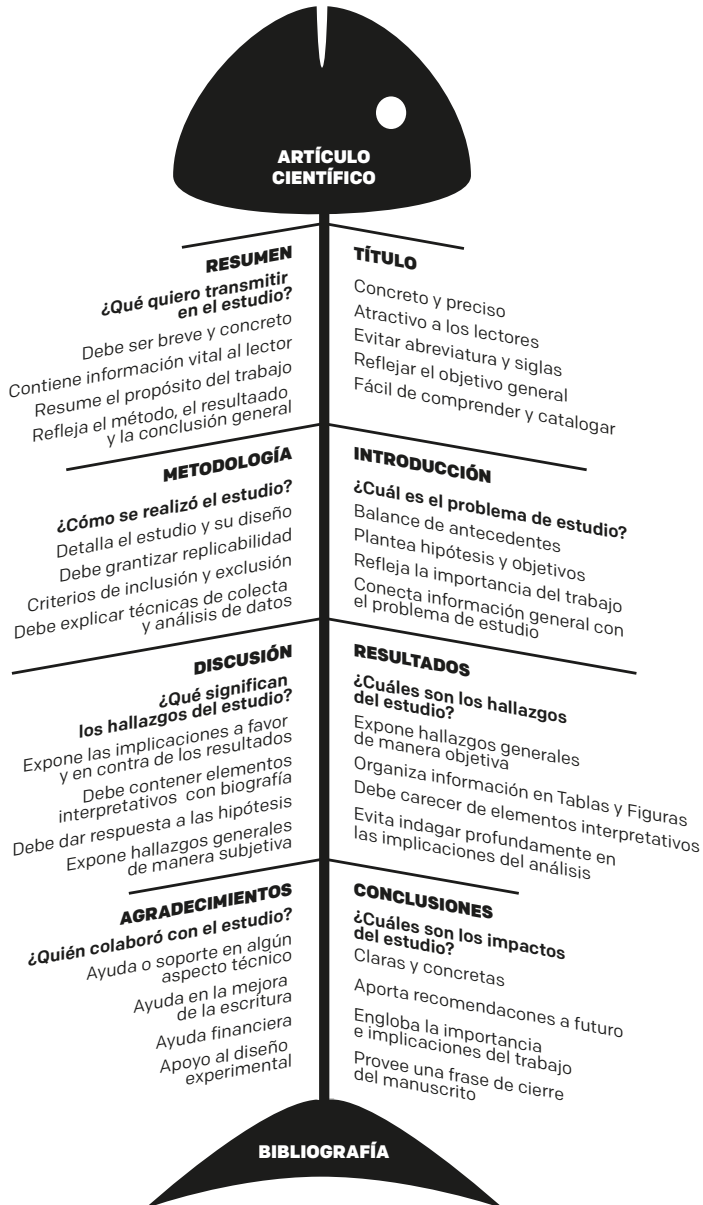 ARTÍCULO
CIENTÍFICO
RESUMEN
¿Qué quiero transmitir
en el estudio?
Debe ser breve y concreto
Contiene información vital al lector
Resume el propósito del trabajo
Refleja el método, el resultaado
y la conclusión general
TÍTULO
Concreto y preciso
Atractivo a los lectores
Evitar abreviatura y siglas
Reflejar el objetivo general
Fácil de comprender y catalogar
METODOLOGÍA
¿Cómo se realizó el estudio?
Detalla el estudio y su diseño
Debe grantizar replicabilidad
Criterios de inclusión y exclusión
Debe explicar técnicas de colecta
y análisis de datos
INTRODUCCIÓN
¿Cuál es el problema de estudio?
Balance de antecedentes
Plantea hipótesis y objetivos
Refleja la importancia del trabajo
Conecta información general con
el problema de estudio
DISCUSIÓN
¿Qué significan
los hallazgos del estudio?
Expone las implicaciones a favor
y en contra de los resultados
Debe contener elementos
interpretativos con biografía
Debe dar respuesta a las hipótesis
Expone hallazgos generales
de manera subjetiva
RESULTADOS
¿Cuáles son los hallazgos
del estudio?
Expone hallazgos generales
de manera objetiva
Organiza información en Tablas y Figuras
Debe carecer de elementos interpretativos
Evita indagar profundamente en
las implicaciones del análisis
AGRADECIMIENTOS
¿Quién colaboró con el estudio?
Ayuda o soporte en algún
aspecto técnico
Ayuda en la mejora
de la escritura
Ayuda financiera
Apoyo al diseño
experimental
CONCLUSIONES
¿Cuáles son los impactos
del estudio?
Claras y concretas
Aporta recomendacones a futuro
Engloba la importancia
e implicaciones del trabajo
Provee una frase de cierre
del manuscrito
BIBLIOGRAFÍA